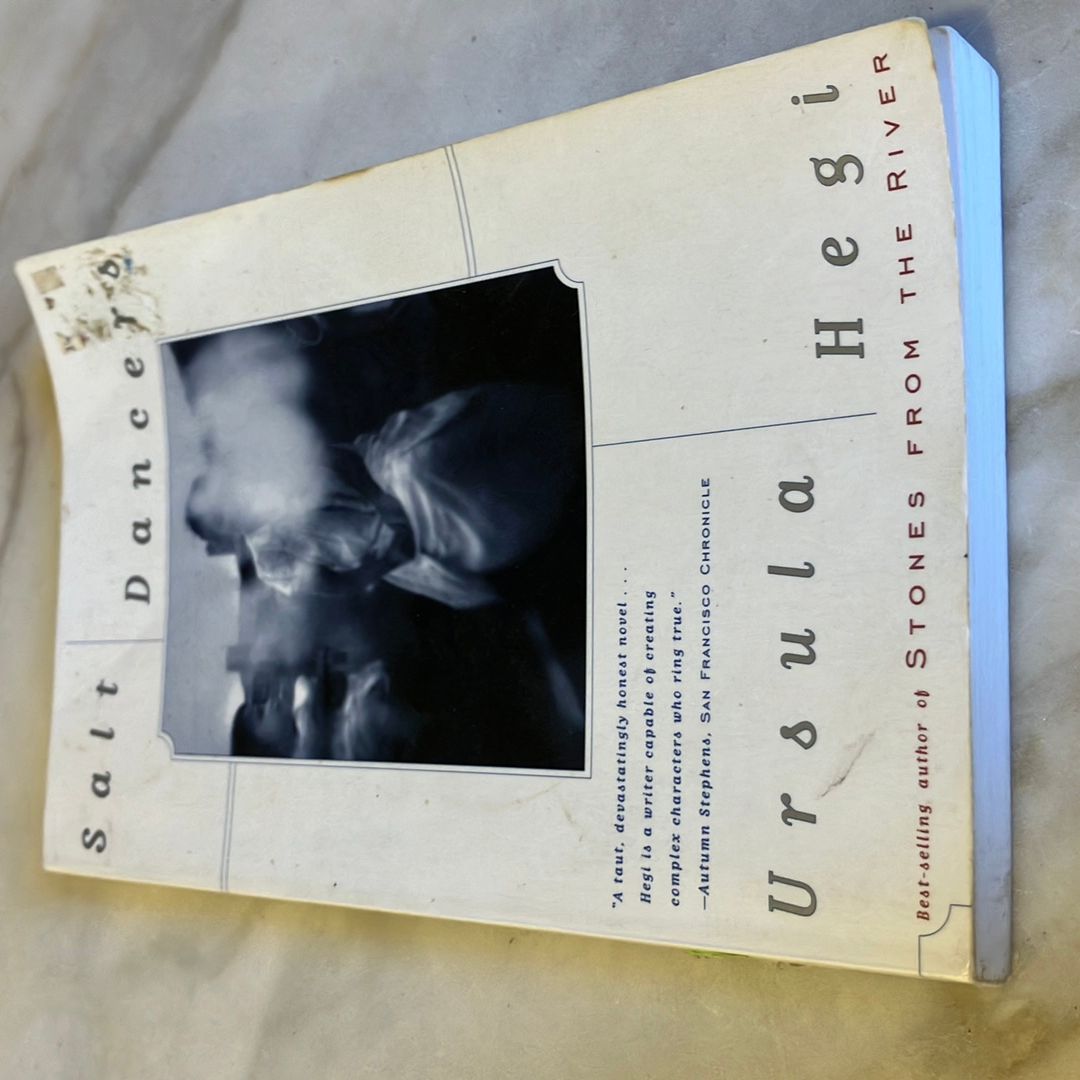 Salt Dancers
"A taut, devastatingly honest novel . . .
Hegi is a writer capable of creating
complex characters who ring true."
—Autumn Stephens, SAN FRANCISCO CHRONICLE
Ursula Hegi
Best-selling author of STONES FROM THE RIVER